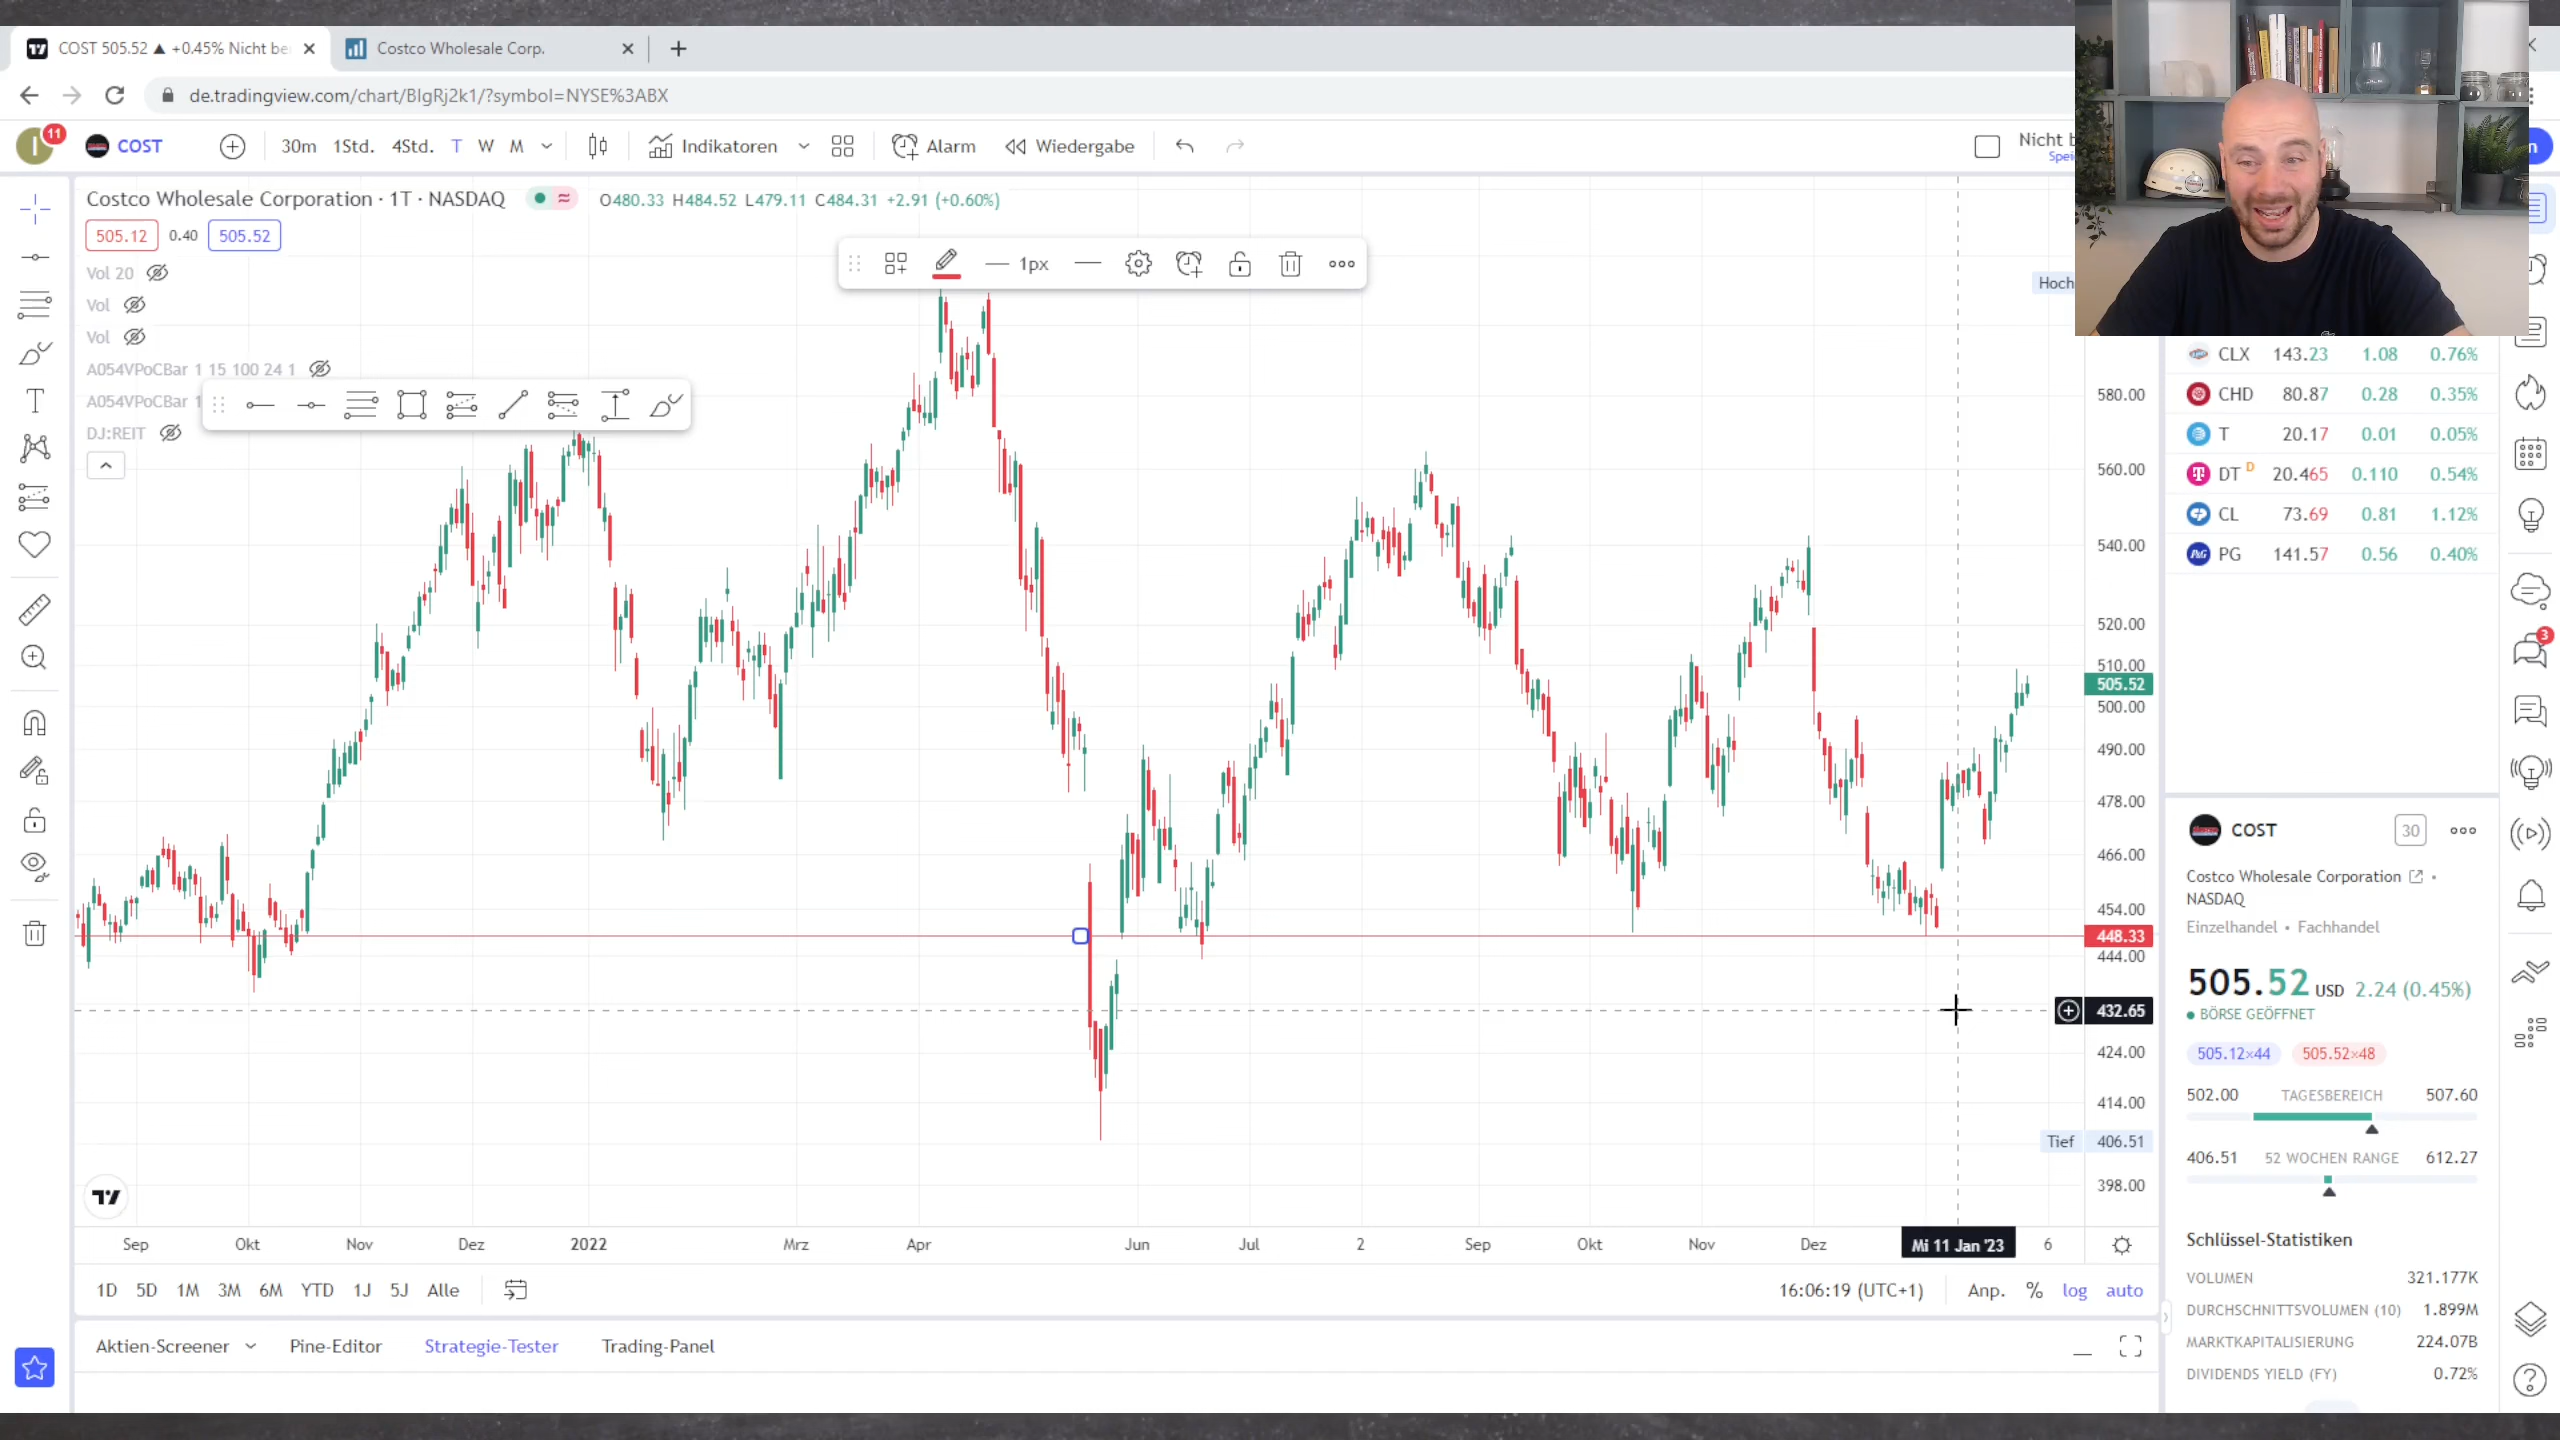 COST 505.52 ▲ +0.45% Nicht be
Costco Wholesale Corp.
de.tradingview.com/chart/BIgRj2k1/?symbol=NYSE%3ABX
I
11
COST
30m 1Std. 4Std. T W M
Indikatoren
Alarm
Wiedergabe
Nicht b
Spei
Costco Wholesale Corporation · 1T · NASDAQ
O480.33 H484.52 L479.11 C484.31 +2.91 (+0.60%)
505.12 0.40 505.52
Vol 20
1px
Vol
Vol
A054VPoCBar 1 15 100 24 1
A054VPoCBar 1
DJ:REIT
Hoch
580.00
560.00
540.00
520.00
510.00
505.52
500.00
490.00
478.00
466.00
454.00
448.33
444.00
432.65
424.00
414.00
Tief 406.51
398.00
Sep Okt Nov Dez 2022 Mrz Apr Jun Jul 2 Sep Okt Nov Dez Mi 11 Jan '23 6
1D 5D 1M 3M 6M YTD 1J 5J Alle
16:06:19 (UTC+1) Anp. % log auto
Aktien-Screener Pine-Editor Strategie-Tester Trading-Panel
CLX 143.23 1.08 0.76%
CHD 80.87 0.28 0.35%
T 20.17 0.01 0.05%
DT D 20.465 0.110 0.54%
CL 73.69 0.81 1.12%
P&G PG 141.57 0.56 0.40%
3
COST 30
Costco Wholesale Corporation •
NASDAQ
Einzelhandel • Fachhandel
505.52 USD 2.24 (0.45%)
BÖRSE GEÖFFNET
505.12×44 505.52×48
502.00 TAGESBEREICH 507.60
406.51 52 WOCHEN RANGE 612.27
Schlüssel-Statistiken
VOLUMEN 321.177K
DURCHSCHNITTSVOLUMEN (10) 1.899M
MARKTKAPITALISIERUNG 224.07B
DIVIDENDS YIELD (FY) 0.72%